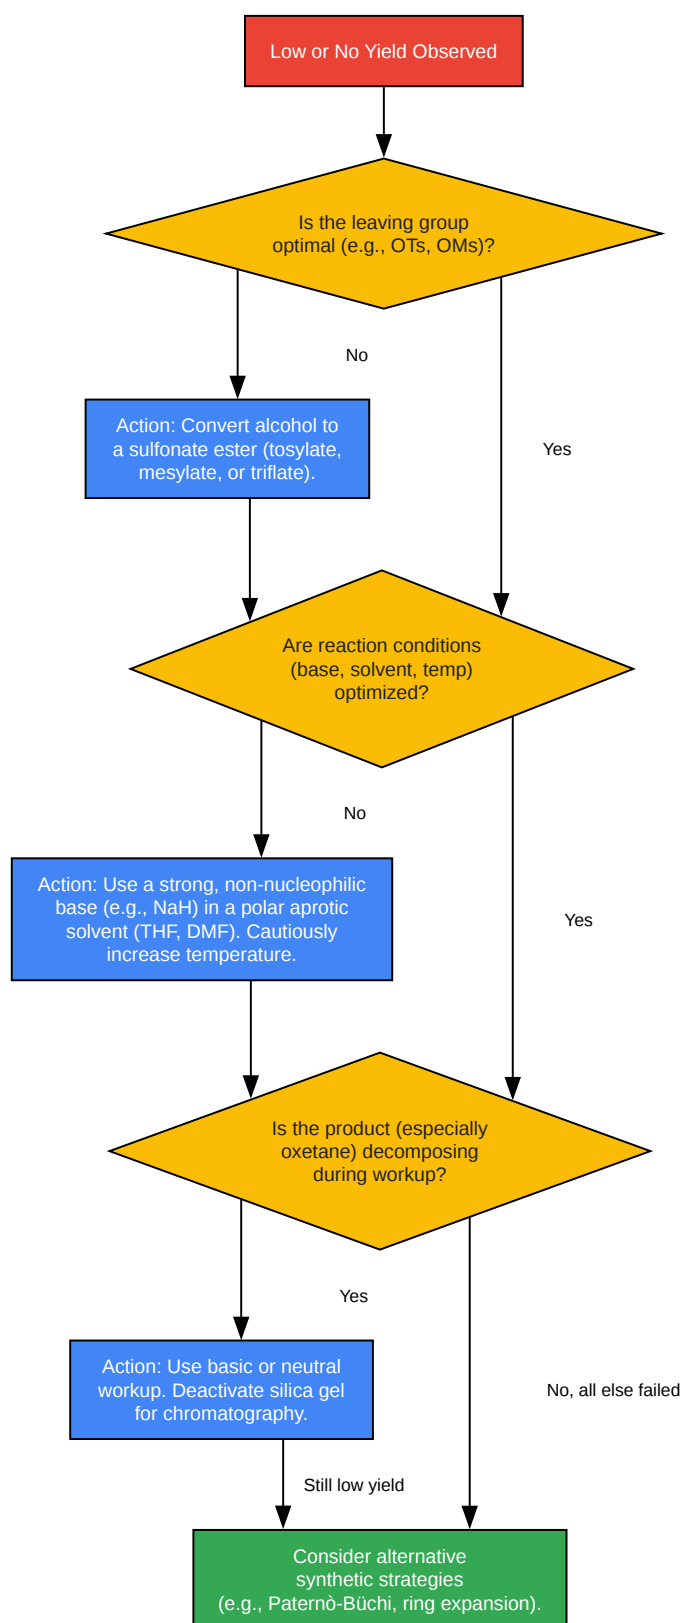 Low or No Yield Observed
Is the leaving group
optimal (e.g., OTs, OMs)?
No
Yes
Action: Convert alcohol to
a sulfonate ester (tosylate,
mesylate, or triflate).
Are reaction conditions
(base, solvent, temp)
optimized?
No
Yes
Action: Use a strong, non-nucleophilic
base (e.g., NaH) in a polar aprotic
solvent (THF, DMF). Cautiously
increase temperature.
Is the product (especially
oxetane) decomposing
during workup?
Yes
No, all else failed
Action: Use basic or neutral
workup. Deactivate silica gel
for chromatography.
Still low yield
Consider alternative
synthetic strategies
(e.g., Paternò-Büchi, ring expansion).